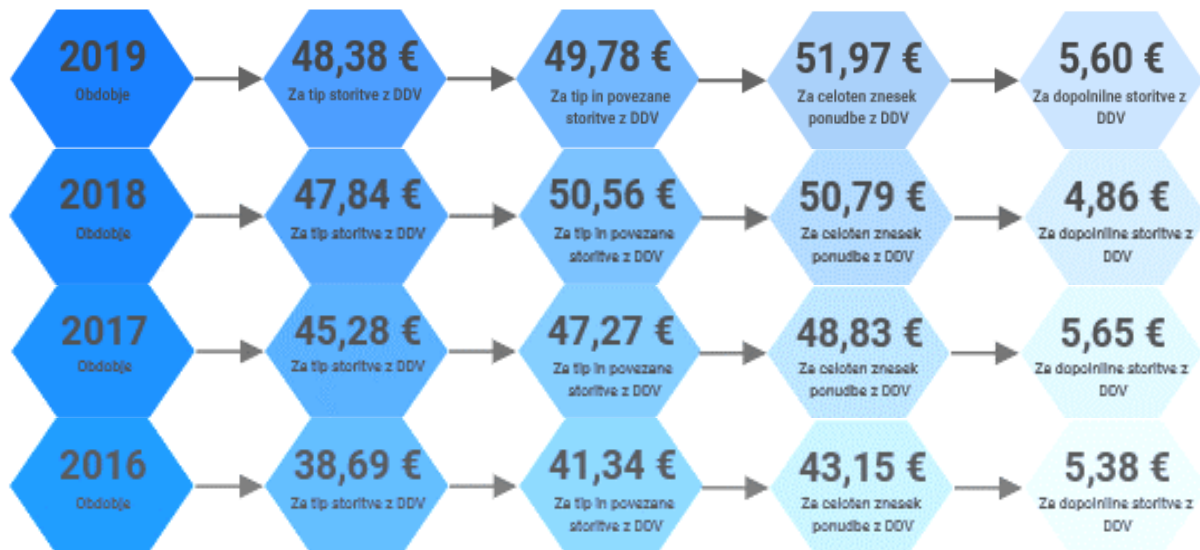 2019
Obdobje
48,38 €
Za tip storitve z DDV
49,78 €
Za tip in povezane
storitve z DDV
51,97 €
Za celoten znesek
ponudbe z DDV
5,60 €
Za dopolnilne storitve z
DDV
2018
Obdobje
47,84 €
Za tip storitve z DDV
50,56 €
Za tip in povezane
storitve z DDV
50,79 €
Za celoten znesek
ponudbe z DDV
4,86 €
Za dopolnilne storitve z
DDV
2017
Obdobje
45,28 €
Za tip storitve z DDV
47,27 €
Za tip in povezane
storitve z DDV
48,83 €
Za celoten znesek
ponudbe z DDV
5,65 €
Za dopolnilne storitve z
DDV
2016
Obdobje
38,69 €
Za tip storitve z DDV
41,34 €
Za tip in povezane
storitve z DDV
43,15 €
Za celoten znesek
ponudbe z DDV
5,38 €
Za dopolnilne storitve z
DDV